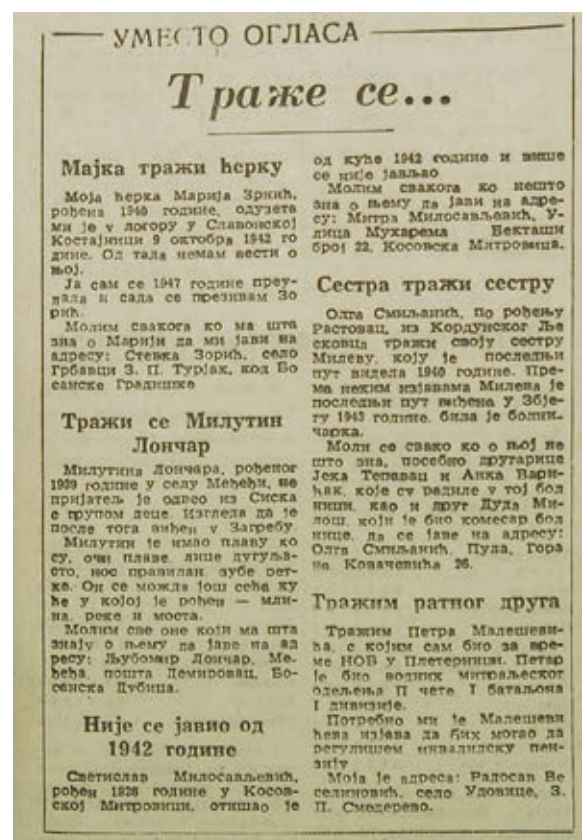 УМЕСТО ОГЛАСА
Траже се...
Мајка тражи ћерку
Моја ћерка Марија Зрнић,
рођена 1940 године, одузета
ми је у логору у Славонској
Костајници 9 октобра 1942 го
дине. Од тада немам вести о
њој.
Ја сам се 1947 године преу-
дала и сада се презивам Зо
рић.
Молим свакога ко ма шта
зна о Марији да ми јави на
адресу: Стевка Зорић, село
Грбавци З. П. Турјак, код Бо
санске Градишке
Тражи се Милутин
Лончар
Милутина Лончара, рођеног
1939 године у селу Међеђи, не
пријатељ је одвео из Сиска
с групом деце. Изгледа да је
после тога виђен у Загребу.
Милутин је имао плаву ко
су, очи плаве, лице дугуља-
сто, нос правилан, зубе рет-
ке. Он се можда још сећа ку
ће у којој је рођен — мли-
на, реке и моста.
Молим све оне који ма шта
знају о њему да јаве на ад
ресу: Љубомир Лончар, Ме-
ђеђа, пошта Демировац, Бо-
санска Дубица.
Није се јавио од
1942 године
Светислав Милосављевић,
рођен 1926 године у Косов-
ској Митровици, отишао је
од куће 1942 године и више
се није јављао
Молим свакога ко нешто
зна о њему да јави на адре-
су: Митра Милосављевић, У-
лица Мухарема Бекташи
број 22, Косовска Митровица.
Сестра тражи сестру
Олга Смиљанић, по рођењу
Растовац, из Кордунског Ље
сковца тражи своју сестру
Милеву, коју је последњи
пут видела 1940 године. Пре-
ма неким изјавама Милева је
последњи пут виђена у Збје-
гу 1943 године, била је болни-
чарка.
Моли се свако ко о њој не
што зна, посебно другарице
Јека Тепавац и Анка Вари-
ћак, које су радиле у тој бол
ници, као и друг Дула Ми-
лош, који је био комесар бол
нице, да се јаве на адресу:
Олга Смиљанић, Пула, Гора
на Ковачевића 26.
Тражим ратног друга
Тражим Петра Малешеви-
ћа, с којим сам био за вре-
ме НОВ у Плетерници. Петар
је био водник митраљеског
одељења II чете I батаљона
I дивизије.
Потребно ми је Малешеви
ћева изјава да бих могао да
регулишем инвалидску пен-
зију
Моја је адреса: Радосав Ве
селиновић, село Удовице, З.
П. Смедерево.